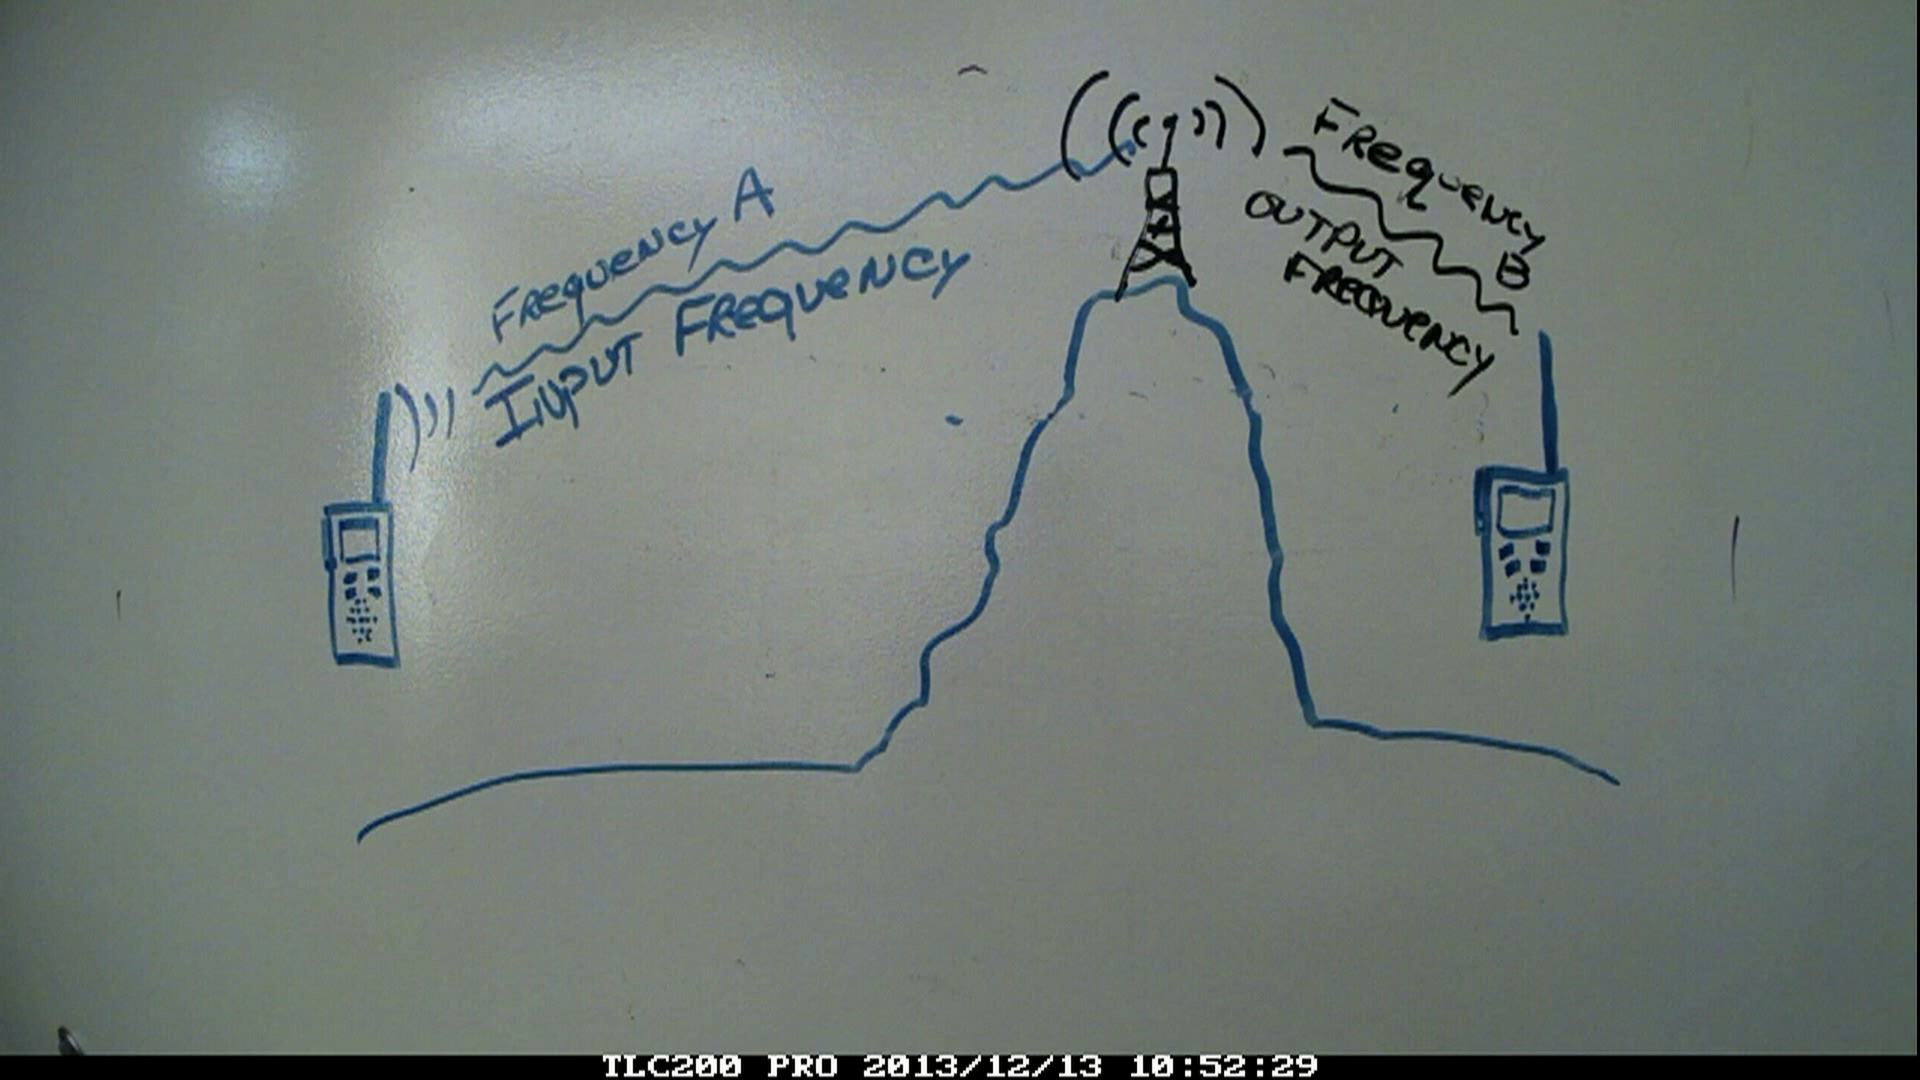 Frequency A
INPUT Frequency
Frequency
B
OUTPUT
Frequency
TLC200 PRO 2013/12/13 10:52:29